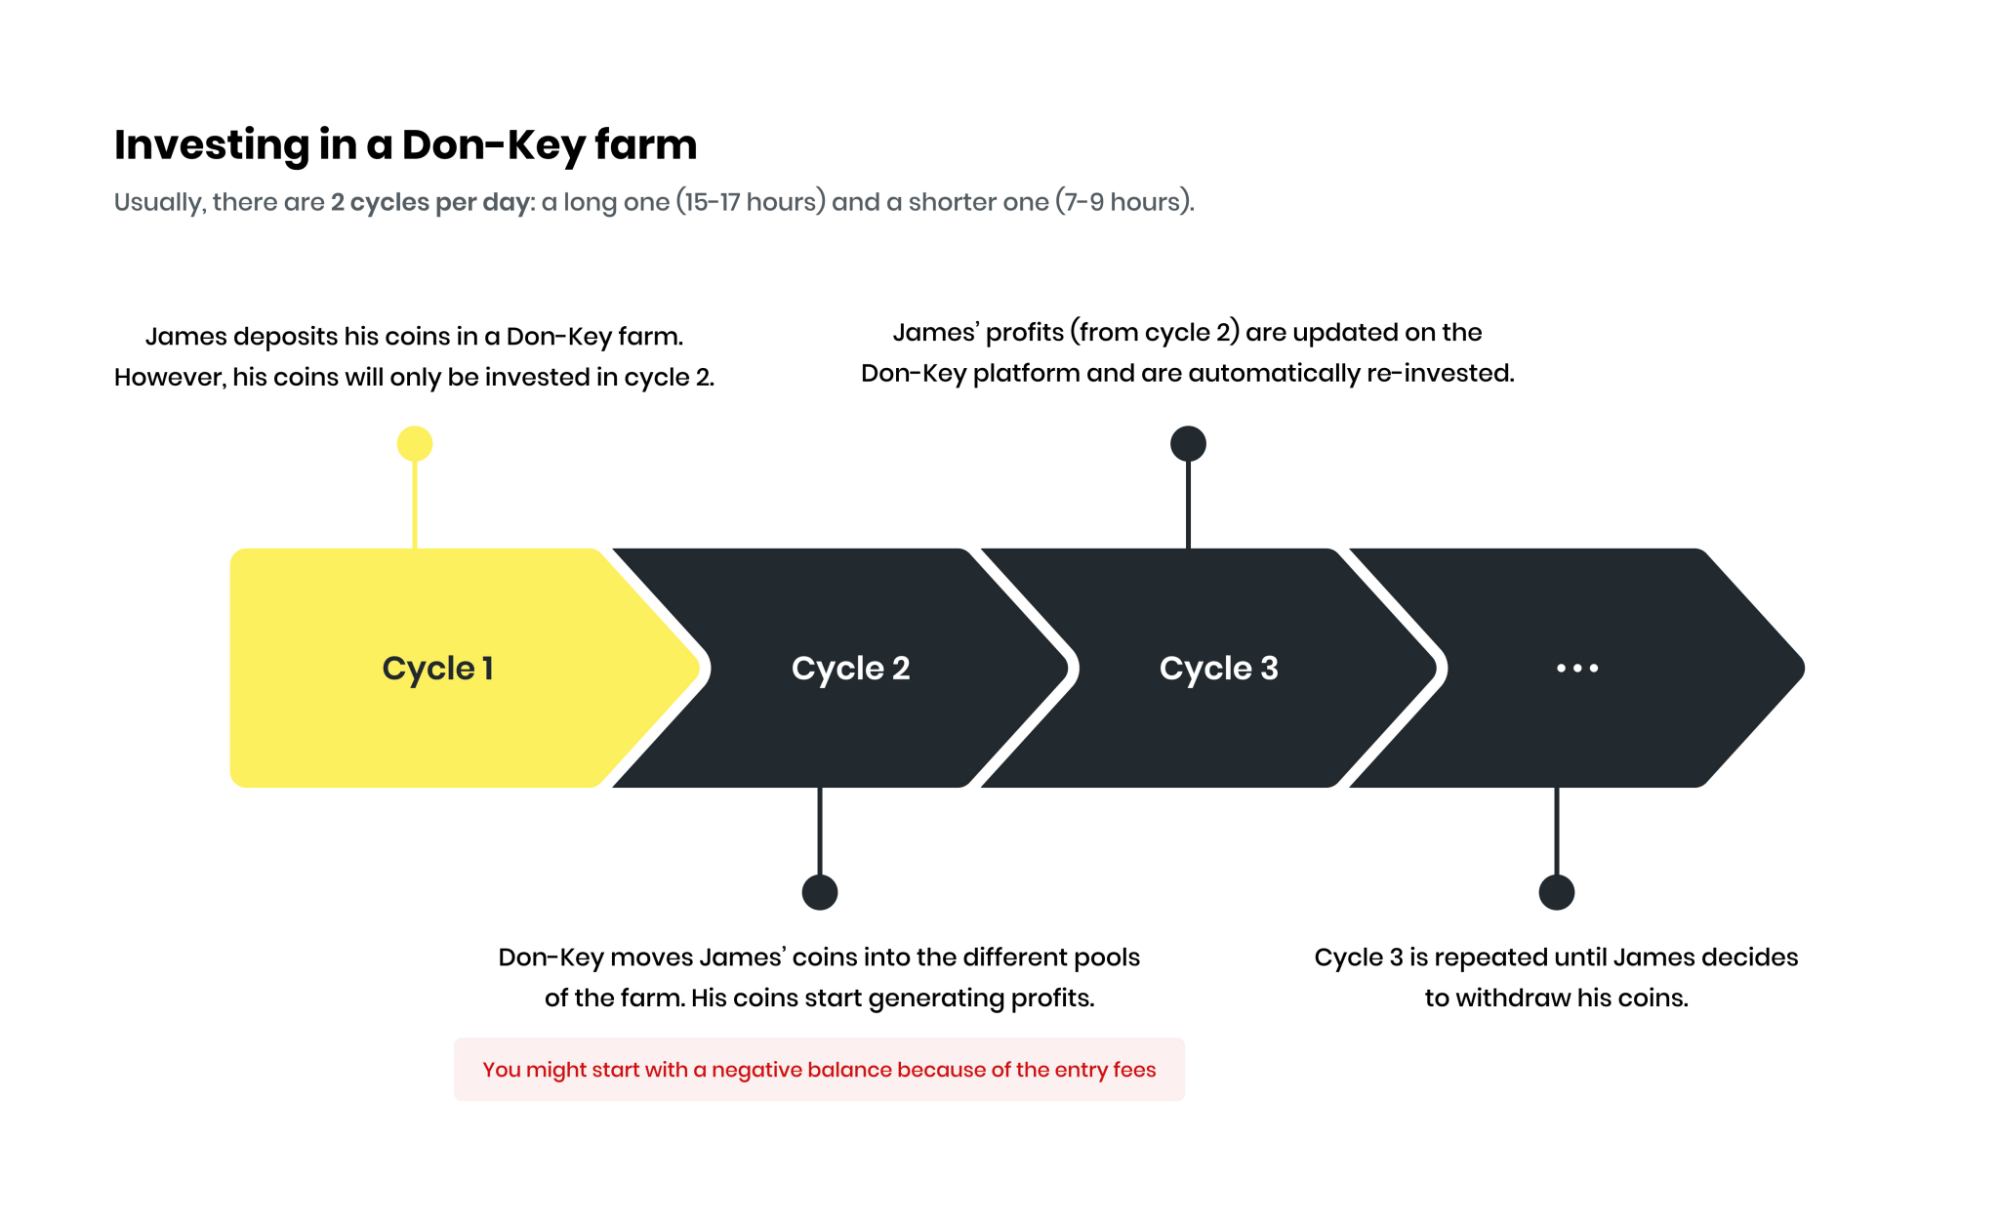 Investing in a Don-Key farm
Usually, there are 2 cycles per day: a long one (15-17 hours) and a shorter one (7-9 hours).
James deposits his coins in a Don-Key farm.
However, his coins will only be invested in cycle 2.
James’ profits (from cycle 2) are updated on the
Don-Key platform and are automatically re-invested.
Cycle 1
Cycle 2
Cycle 3
...
Don-Key moves James’ coins into the different pools
of the farm. His coins start generating profits.
You might start with a negative balance because of the entry fees
Cycle 3 is repeated until James decides
to withdraw his coins.